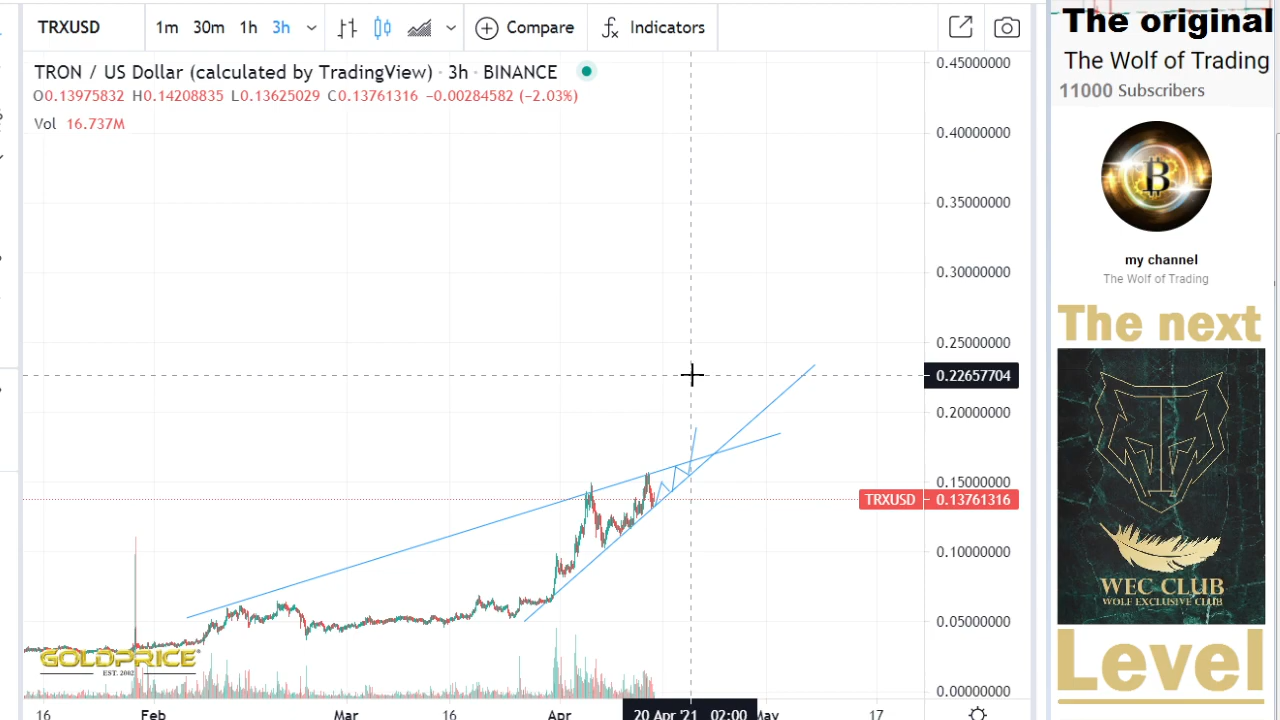 TRXUSD 1m 30m 1h 3h Compare Indicators
TRON / US Dollar (calculated by TradingView) · 3h · BINANCE
O0.13975832 H0.14208835 L0.13625029 C0.13761316 −0.00284582 (−2.03%)
Vol 16.737M
0.45000000
0.40000000
0.35000000
0.30000000
0.25000000
0.22657704
0.20000000
0.15000000
TRXUSD 0.13761316
0.10000000
0.05000000
0.00000000
GOLDPRICE
EST. 2002
16 Feb Mar 16 Apr 20 Apr '21 02:00 May 17
The original
The Wolf of Trading
11000 Subscribers
B
my channel
The Wolf of Trading
The next
WEC CLUB
WOLF EXCLUSIVE CLUB
Level